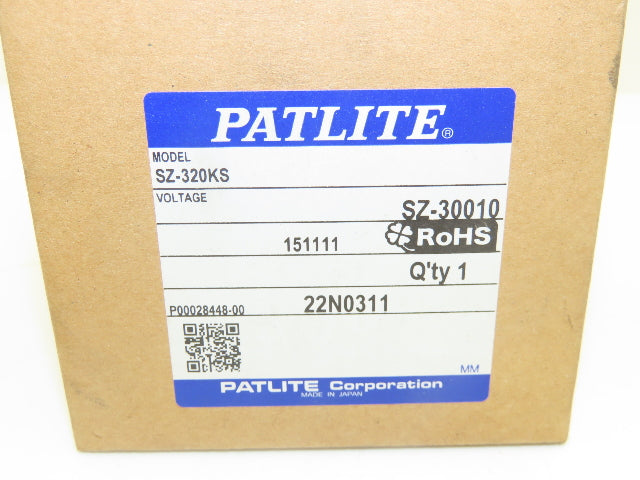 PATLITE®
MODEL
SZ-320KS
VOLTAGE
SZ-30010
151111 RoHS
Q'ty 1
P00028448-00 22N0311
MM
PATLITE Corporation
MADE IN JAPAN